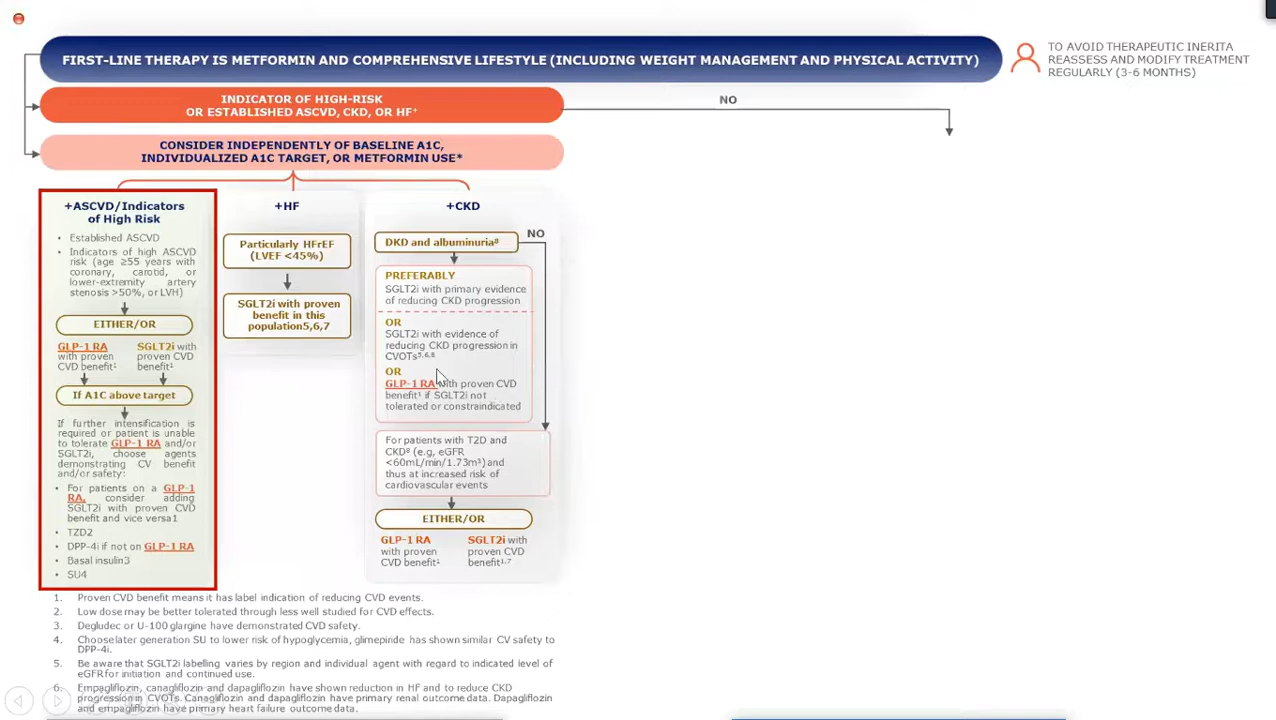 FIRST-LINE THERAPY IS METFORMIN AND COMPREHENSIVE LIFESTYLE (INCLUDING WEIGHT MANAGEMENT AND PHYSICAL ACTIVITY)
TO AVOID THERAPEUTIC INERITA
REASSESS AND MODIFY TREATMENT
REGULARLY (3-6 MONTHS)
INDICATOR OF HIGH-RISK
OR ESTABLISHED ASCVD, CKD, OR HF⁺
NO
CONSIDER INDEPENDENTLY OF BASELINE A1C,
INDIVIDUALIZED A1C TARGET, OR METFORMIN USE*
+ASCVD/Indicators
of High Risk
• Established ASCVD
• Indicators of high ASCVD
risk (age ≥55 years with
coronary, carotid, or
lower-extremity artery
stenosis >50%, or LVH)
EITHER/OR
GLP-1 RA
with proven
CVD benefit¹
SGLT2i with
proven CVD
benefit¹
If A1C above target
If further intensification is
required or patient is unable
to tolerate GLP-1 RA and/or
SGLT2i, choose agents
demonstrating CV benefit
and/or safety:
• For patients on a GLP-1
RA, consider adding
SGLT2i with proven CVD
benefit and vice versa1
• TZD2
• DPP-4i if not on GLP-1 RA
• Basal insulin3
• SU4
+HF
Particularly HFrEF
(LVEF <45%)
SGLT2i with proven
benefit in this
population5,6,7
+CKD
DKD and albuminuria⁸
NO
PREFERABLY
SGLT2i with primary evidence
of reducing CKD progression
OR
SGLT2i with evidence of
reducing CKD progression in
CVOTs⁵,⁶,⁸
OR
GLP-1 RA with proven CVD
benefit¹ if SGLT2i not
tolerated or constraindicated
For patients with T2D and
CKD⁸ (e.g, eGFR
<60mL/min/1.73m³) and
thus at increased risk of
cardiovascular events
EITHER/OR
GLP-1 RA
with proven
CVD benefit¹
SGLT2i with
proven CVD
benefit¹,⁷
1. Proven CVD benefit means it has label indication of reducing CVD events.
2. Low dose may be better tolerated through less well studied for CVD effects.
3. Degludec or U-100 glargine have demonstrated CVD safety.
4. Choose later generation SU to lower risk of hypoglycemia, glimepiride has shown similar CV safety to
DPP-4i.
5. Be aware that SGLT2i labelling varies by region and individual agent with regard to indicated level of
eGFR for initiation and continued use.
6. Empagliflozin, canagliflozin and dapagliflozin have shown reduction in HF and to reduce CKD
progression in CVOTs. Canagliflozin and dapagliflozin have primary renal outcome data. Dapagliflozin
and empagliflozin have primary heart failure outcome data.